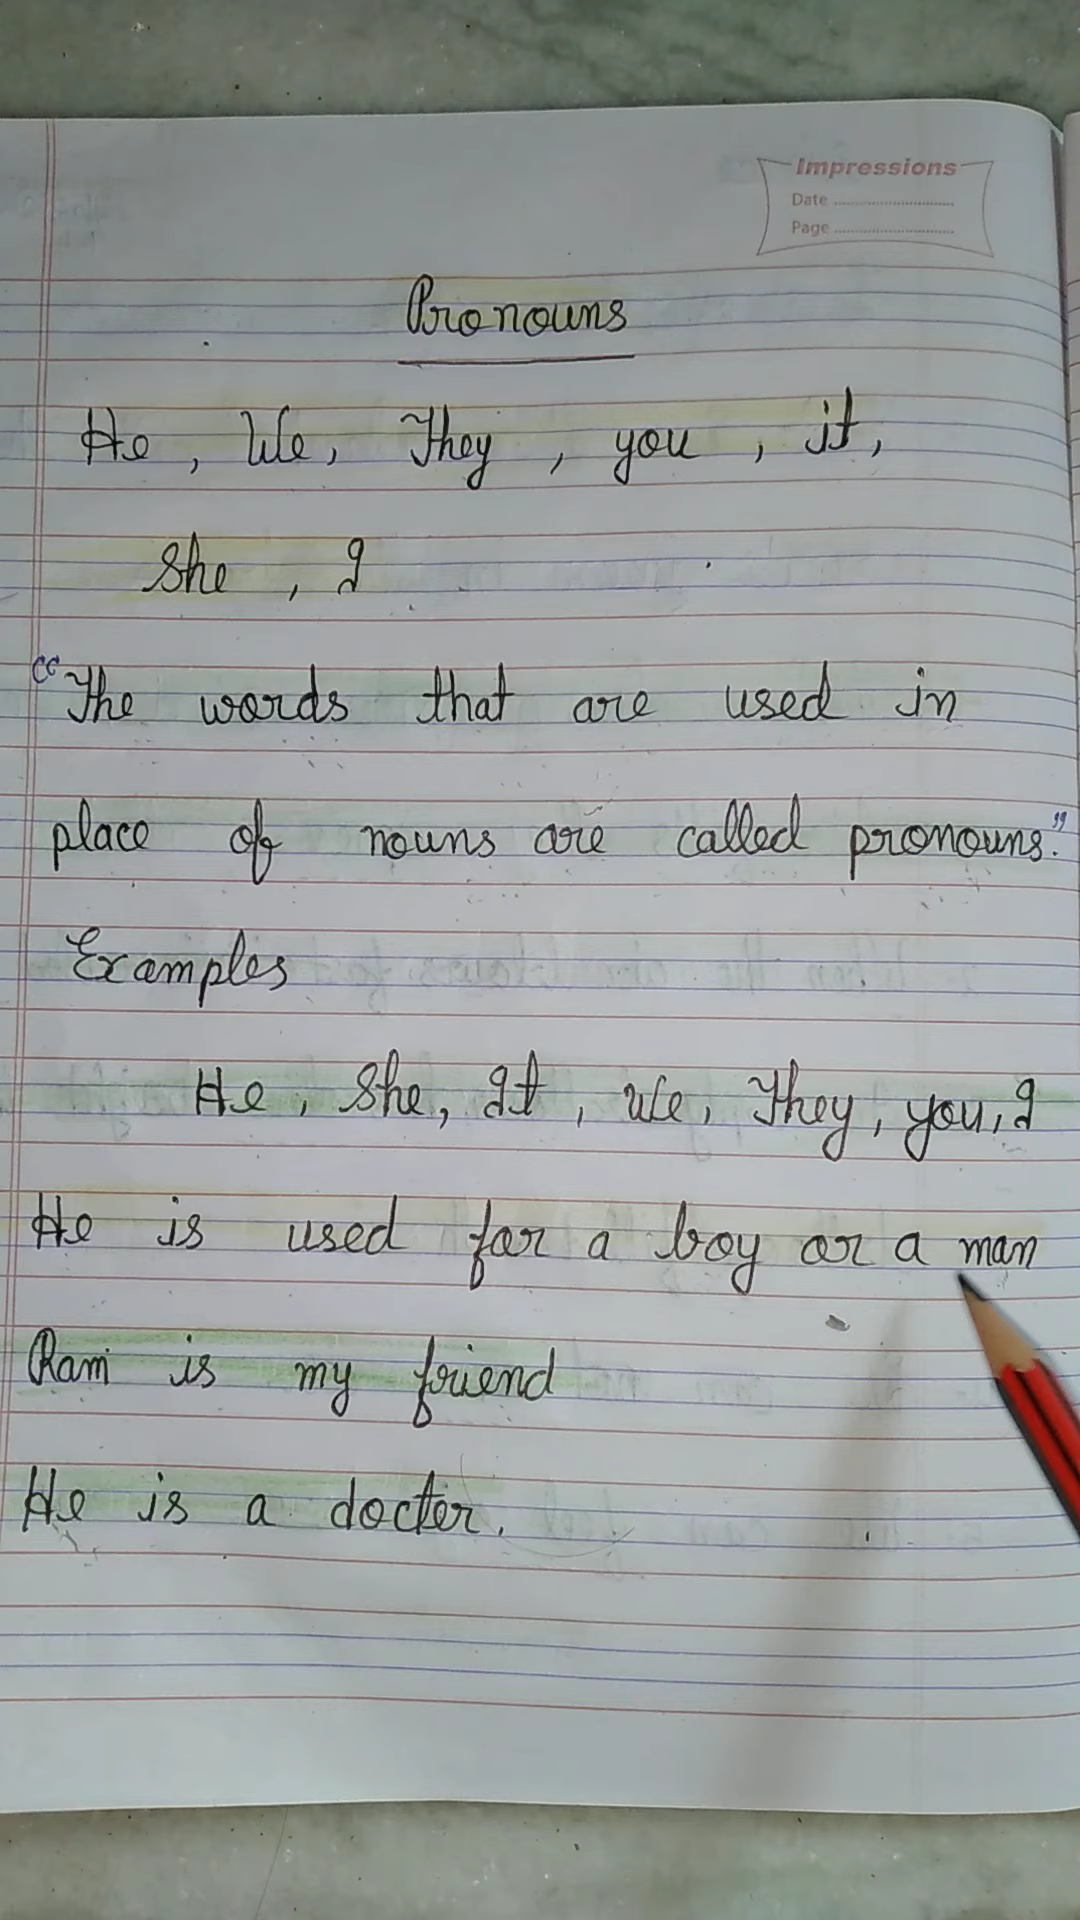 Impressions
Date
Page
Pronouns
He, We, They, you, it,
She, I
"The words that are used in
place of nouns are called pronouns."
Examples
He, She, It, We, They, you, I
He is used for a boy or a man
Ram is my friend
He is a docter.